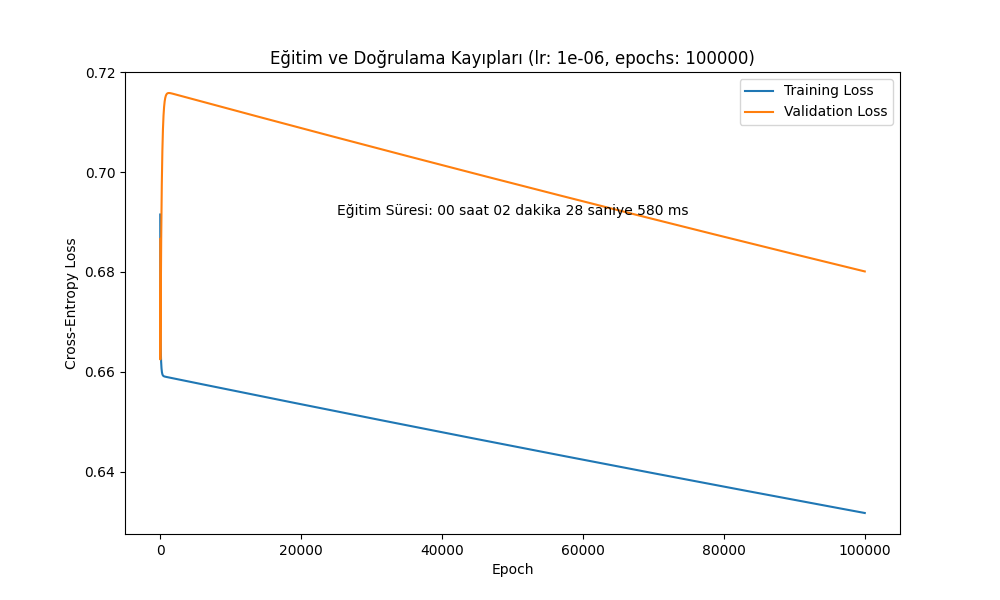 Eğitim ve Doğrulama Kayıpları (lr: 1e-06, epochs: 100000)
0.72
0.70
0.68
0.66
0.64
Cross-Entropy Loss
Training Loss
Validation Loss
Eğitim Süresi: 00 saat 02 dakika 28 saniye 580 ms
0 20000 40000 60000 80000 100000
Epoch